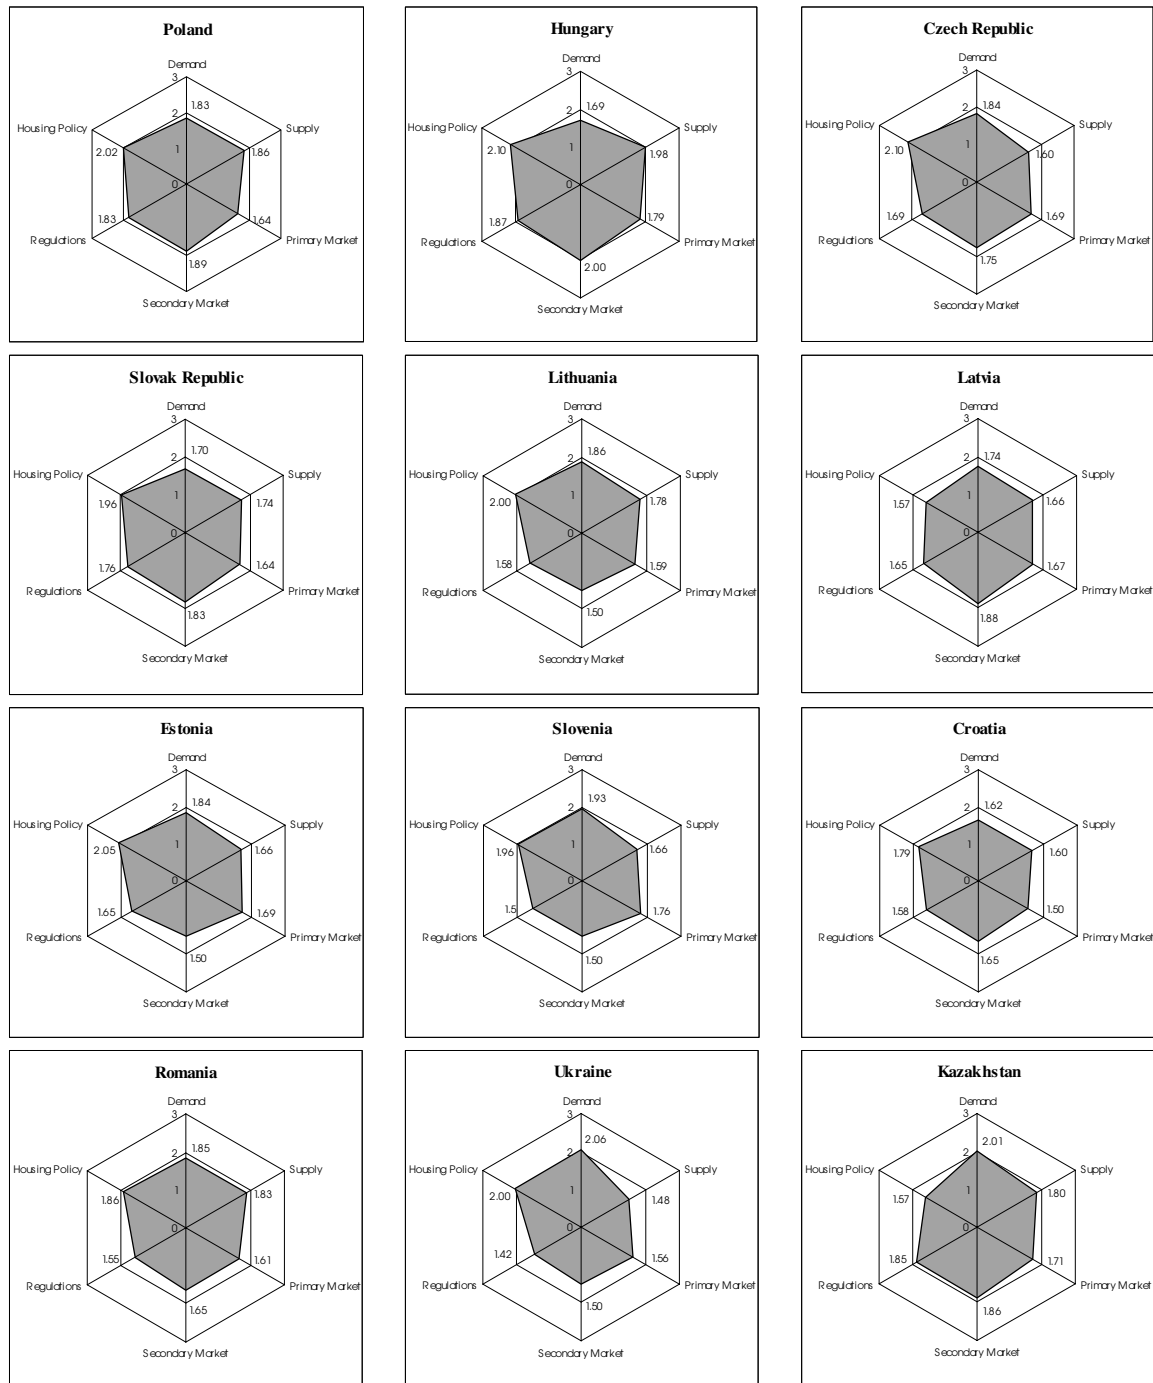 Poland
Demand
3
1.83
2
Housing Policy
Supply
2.02
1
1.86
0
1.83
1.64
Regulations
Primary Market
1.89
Secondary Market
Hungary
Demand
3
1.69
2
Housing Policy
Supply
2.10
1
1.98
0
1.87
1.79
Regulations
Primary Market
2.00
Secondary Market
Czech Republic
Demand
3
1.84
2
Housing Policy
Supply
2.10
1
1.60
0
1.69
1.69
Regulations
Primary Market
1.75
Secondary Market
Slovak Republic
Demand
3
1.70
2
Housing Policy
Supply
1.96
1
1.74
0
1.76
1.64
Regulations
Primary Market
1.83
Secondary Market
Lithuania
Demand
3
1.86
2
Housing Policy
Supply
2.00
1
1.78
0
1.58
1.59
Regulations
Primary Market
1.50
Secondary Market
Latvia
Demand
3
1.74
2
Housing Policy
Supply
1.57
1
1.66
0
1.65
1.67
Regulations
Primary Market
1.88
Secondary Market
Estonia
Demand
3
1.84
2
Housing Policy
Supply
2.05
1
1.66
0
1.65
1.69
Regulations
Primary Market
1.50
Secondary Market
Slovenia
Demand
3
1.93
2
Housing Policy
Supply
1.96
1
1.66
0
1.5
1.76
Regulations
Primary Market
1.50
Secondary Market
Croatia
Demand
3
1.62
2
Housing Policy
Supply
1.79
1
1.60
0
1.58
1.50
Regulations
Primary Market
1.65
Secondary Market
Romania
Demand
3
1.85
2
Housing Policy
Supply
1.86
1
1.83
0
1.55
1.61
Regulations
Primary Market
1.65
Secondary Market
Ukraine
Demand
3
2.06
2
Housing Policy
Supply
2.00
1
1.48
0
1.42
1.56
Regulations
Primary Market
1.50
Secondary Market
Kazakhstan
Demand
3
2.01
2
Housing Policy
Supply
1.57
1
1.80
0
1.85
1.71
Regulations
Primary Market
1.86
Secondary Market